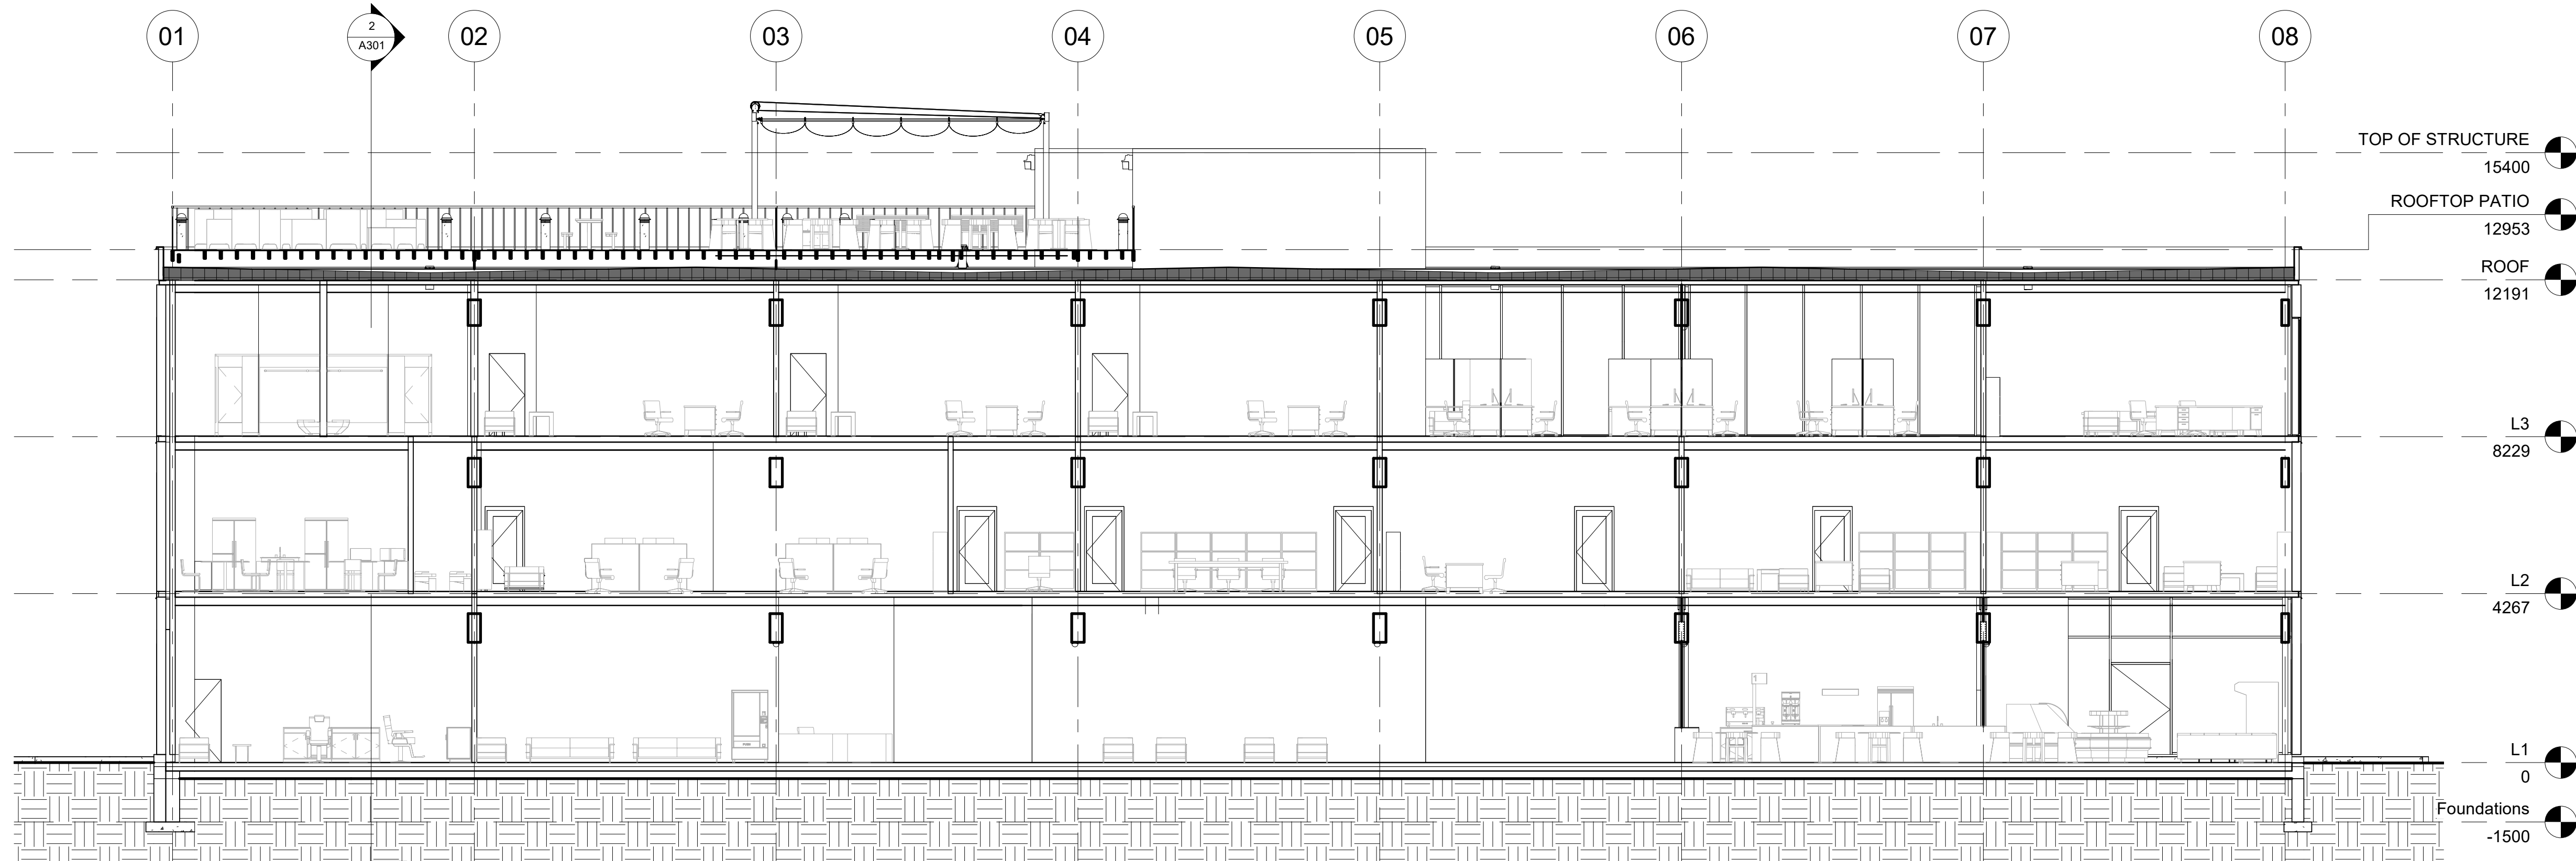 01
2
A301
02
03
04
05
06
07
08
TOP OF STRUCTURE
15400
ROOFTOP PATIO
12953
ROOF
12191
L3
8229
L2
4267
1
L1
0
Foundations
-1500